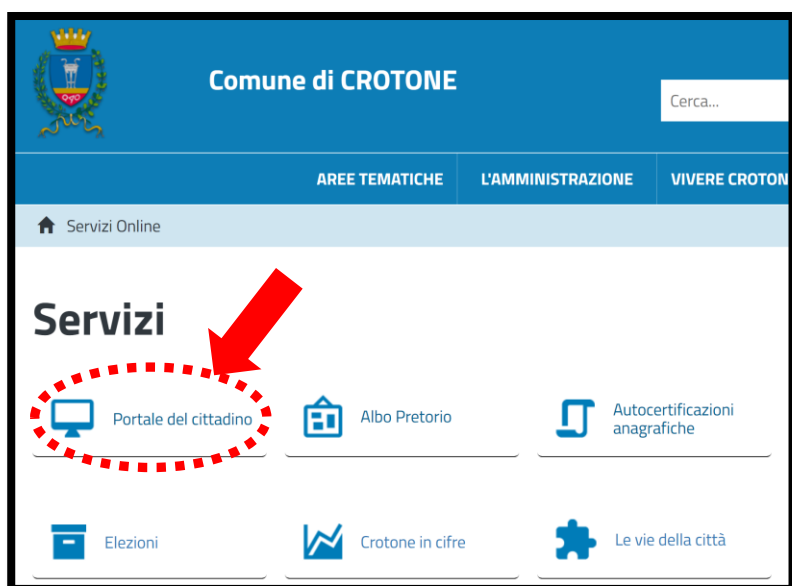 Comune di CROTONE
Cerca...
AREE TEMATICHE L'AMMINISTRAZIONE VIVERE CROTON
Servizi Online
Servizi
Portale del cittadino
Albo Pretorio
Autocertificazioni
anagrafiche
Elezioni
Crotone in cifre
Le vie della città